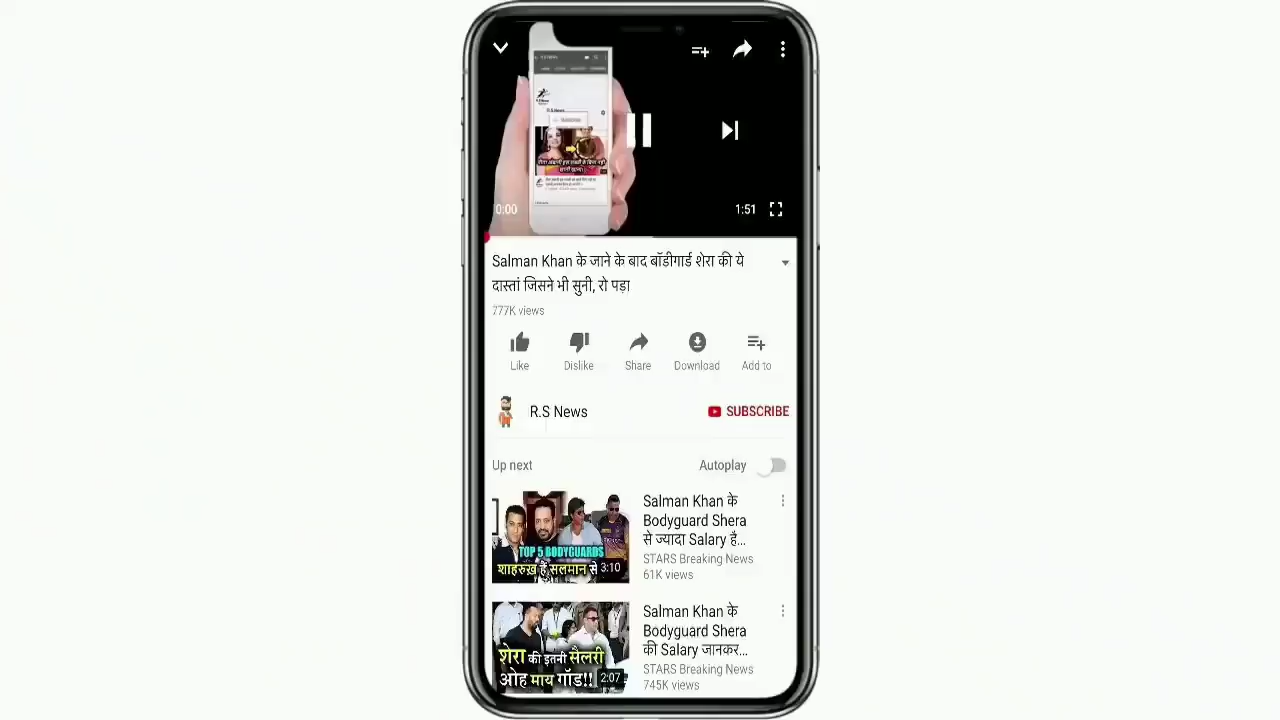 R.S News
0:00
1:51
Salman Khan के जाने के बाद बॉडीगार्ड शेरा की ये
दास्तां जिसने भी सुनी, रो पड़ा
777K views
Like
Dislike
Share
Download
Add to
R.S News
SUBSCRIBE
Up next
Autoplay
TOP 5 BODYGUARDS
शाहरुख़ हैं सलमान से
3:10
Salman Khan के
Bodyguard Shera
से ज्यादा Salary है...
STARS Breaking News
61K views
शेरा की इतनी सैलरी
ओह माय गॉड!!
2:07
Salman Khan के
Bodyguard Shera
की Salary जानकर...
STARS Breaking News
745K views